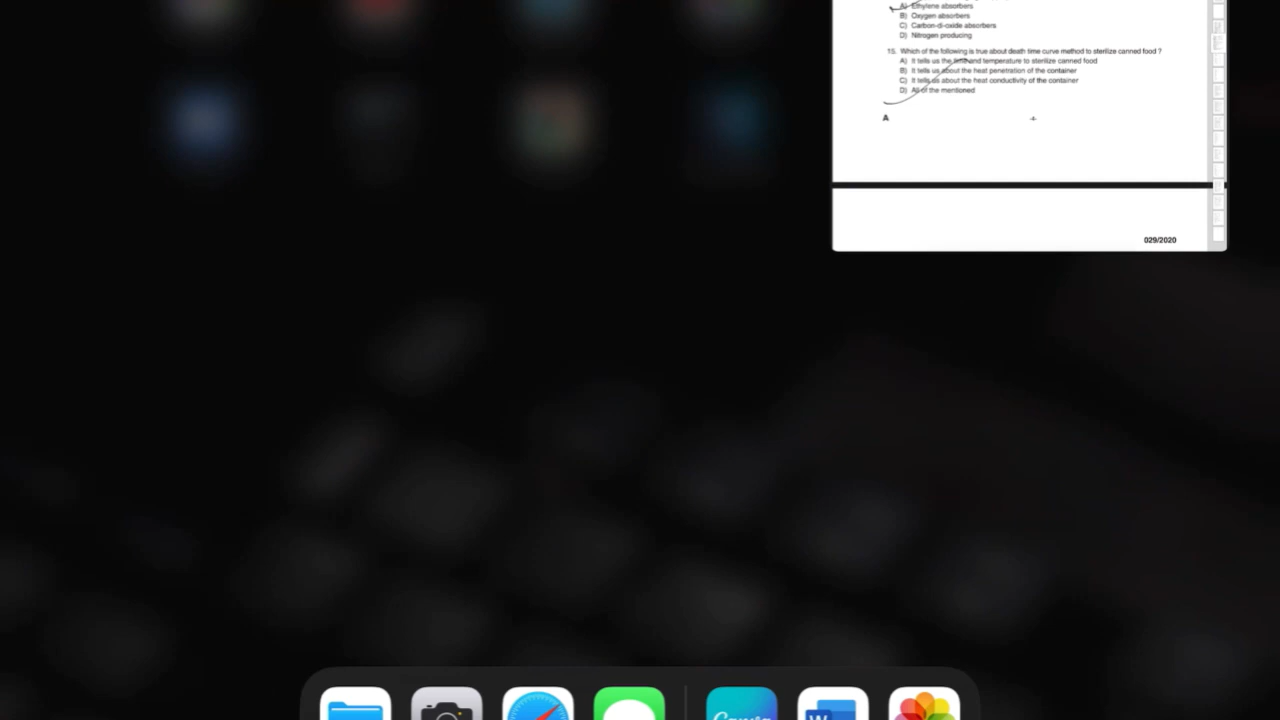 A) Ethylene absorbers
B) Oxygen absorbers
C) Carbon-di-oxide absorbers
D) Nitrogen producing
15. Which of the following is true about death time curve method to sterilize canned food ?
A) It tells us the time and temperature to sterilize canned food
B) It tells us about the heat penetration of the container
C) It tells us about the heat conductivity of the container
D) All of the mentioned
A
-4-
029/2020
Canva
W